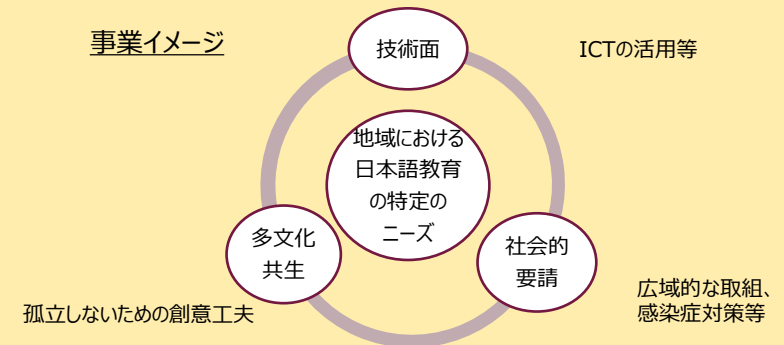 事業イメージ
技術面
ICTの活用等
地域における
日本語教育
の特定の
ニーズ
多文化
共生
社会的
要請
孤立しないための創意工夫
広域的な取組、
感染症対策等